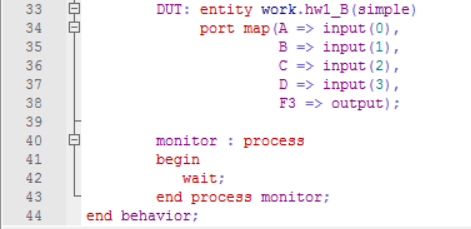 33 DUT: entity work.hw1_B(simple)
34 port map(A => input(0),
35 B => input(1),
36 C => input(2),
37 D => input(3),
38 F3 => output);
39
40 monitor : process
41 begin
42 wait;
43 end process monitor;
44 end behavior;